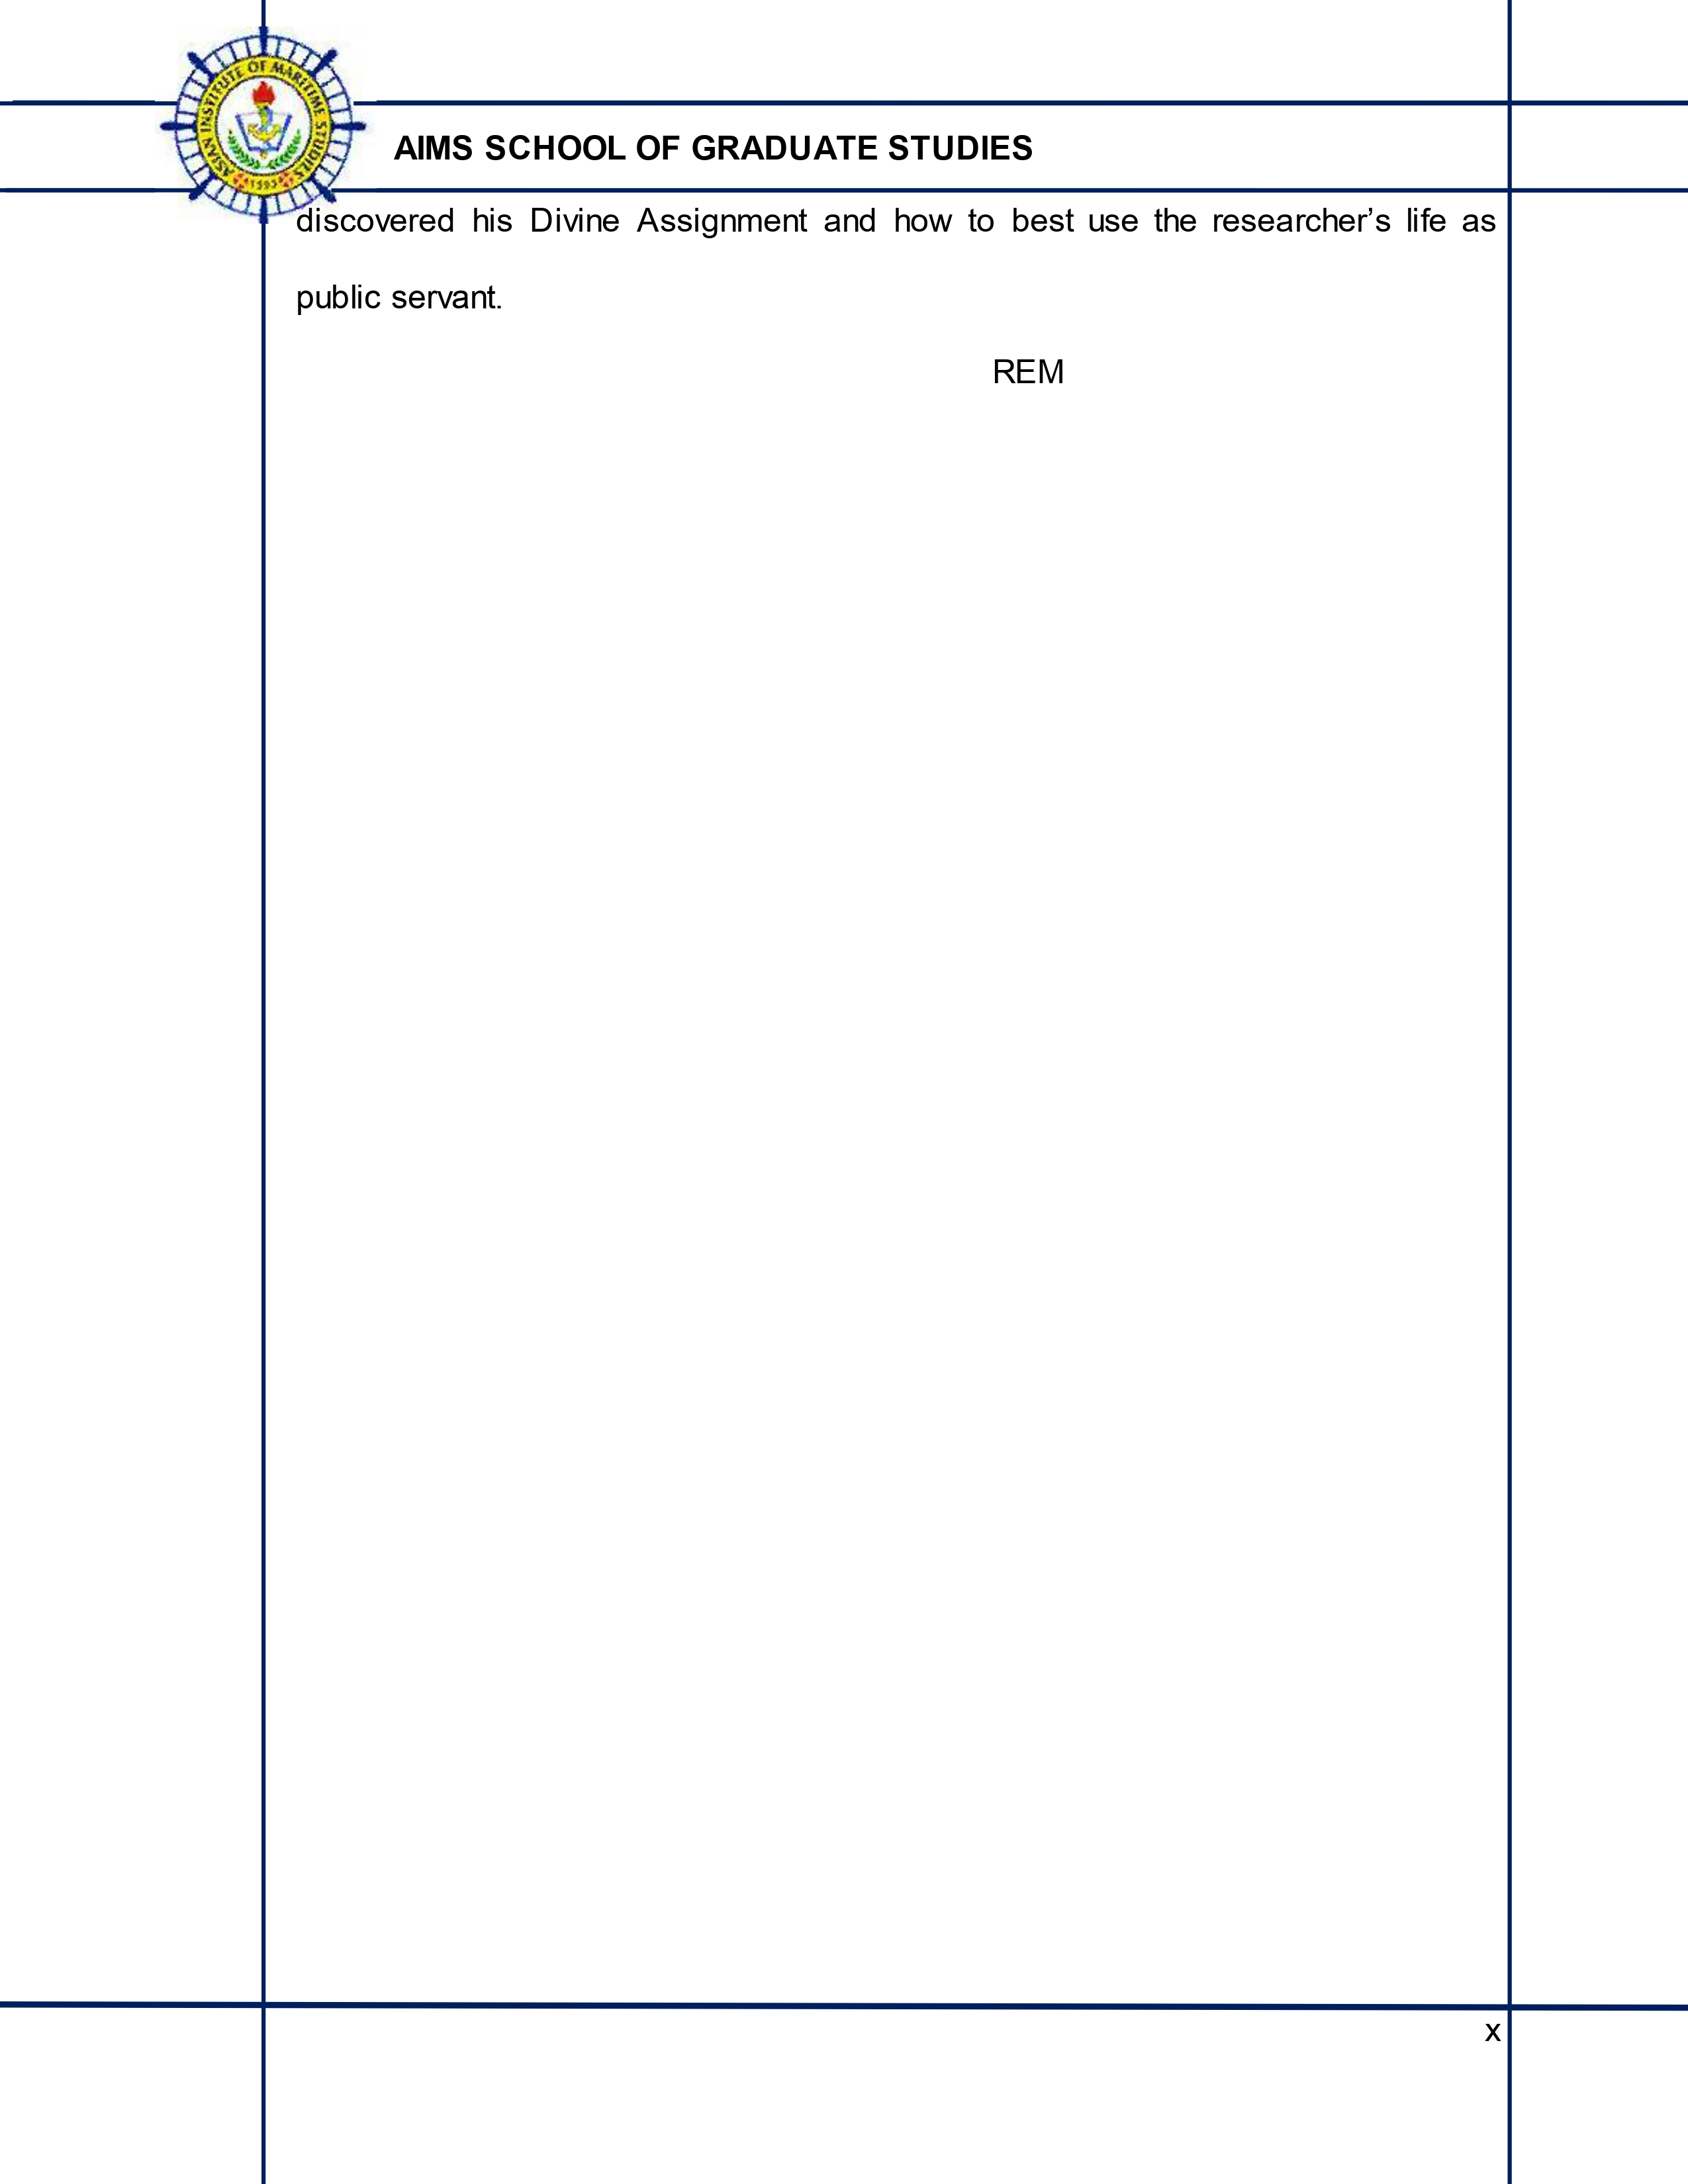 ASIAN INSTITUTE OF MARITIME STUDIES
1993
AIMS SCHOOL OF GRADUATE STUDIES
discovered his Divine Assignment and how to best use the researcher’s life as
public servant.
REM
x